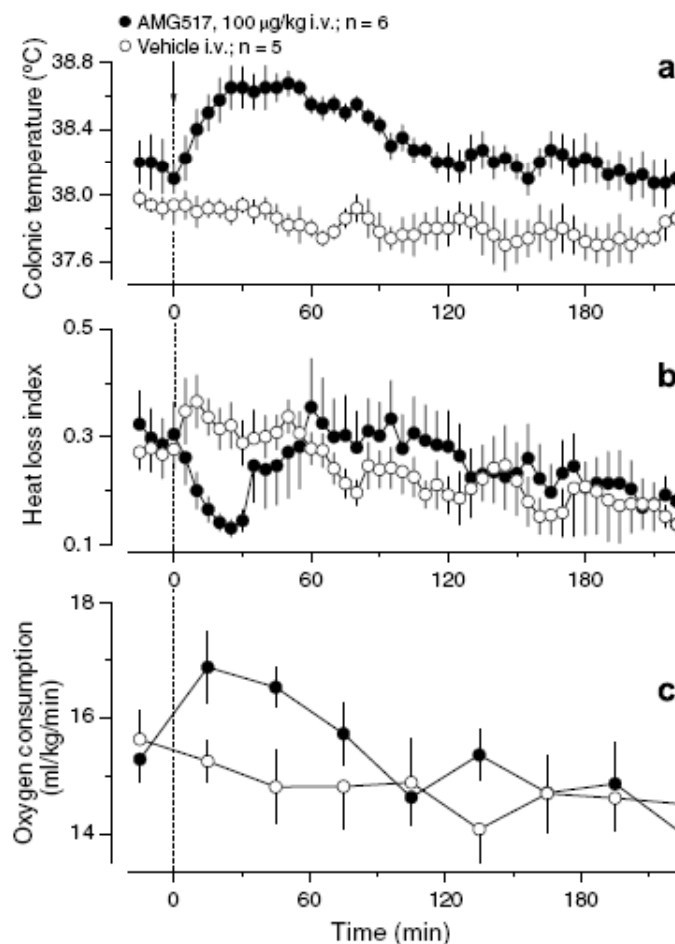 AMG517, 100 μg/kg i.v.; n = 6
Vehicle i.v.; n = 5
a
Colonic temperature (ºC)
38.8
38.4
38.0
37.6
0 60 120 180
b
Heat loss index
0.5
0.3
0.1
0 60 120 180
c
Oxygen consumption
(ml/kg/min)
18
16
14
0 60 120 180
Time (min)